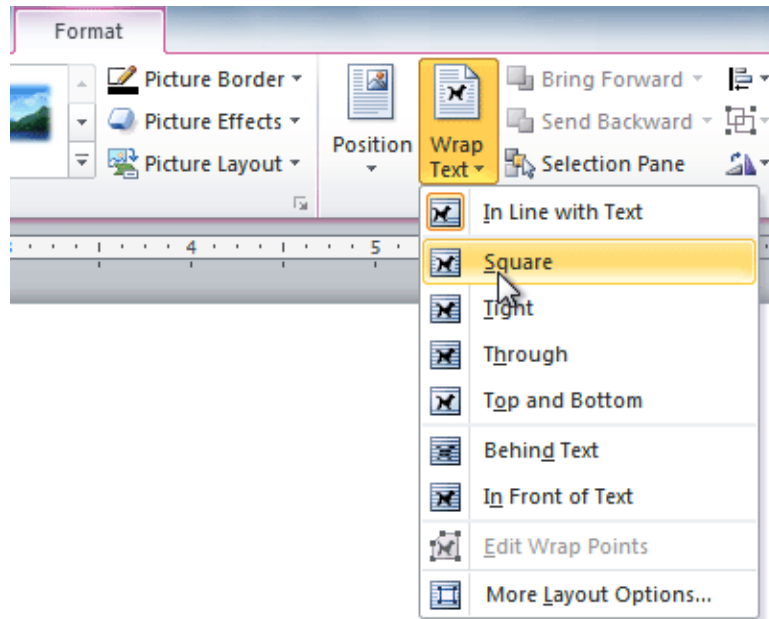 Format
Picture Border
Picture Effects
Picture Layout
Position
Wrap
Text
Bring Forward
Send Backward
Selection Pane
4
5
In Line with Text
Square
Tight
Through
Top and Bottom
Behind Text
In Front of Text
Edit Wrap Points
More Layout Options...